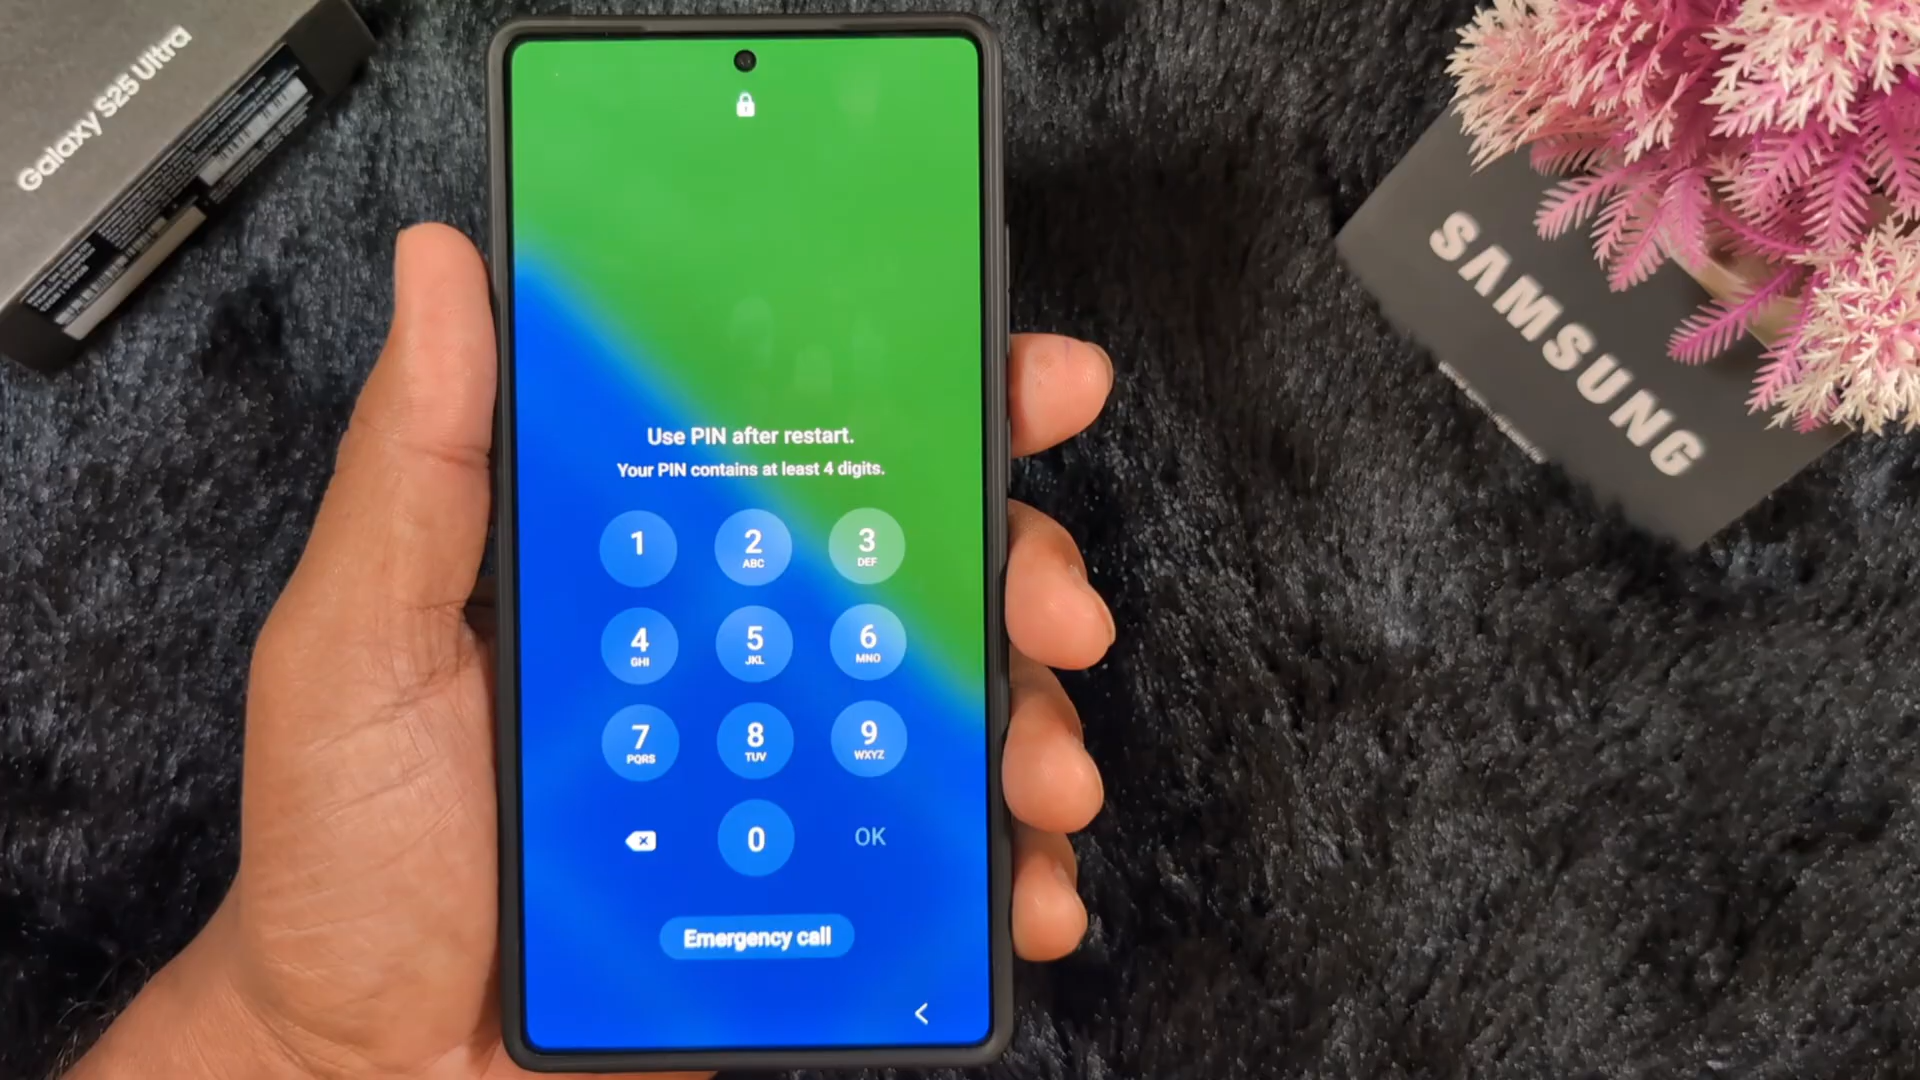 Galaxy S25 Ultra
SAMSUNG
Use PIN after restart.
Your PIN contains at least 4 digits.
1
2
ABC
3
DEF
4
GHI
5
JKL
6
MNO
7
PQRS
8
TUV
9
WXYZ
0
OK
Emergency call